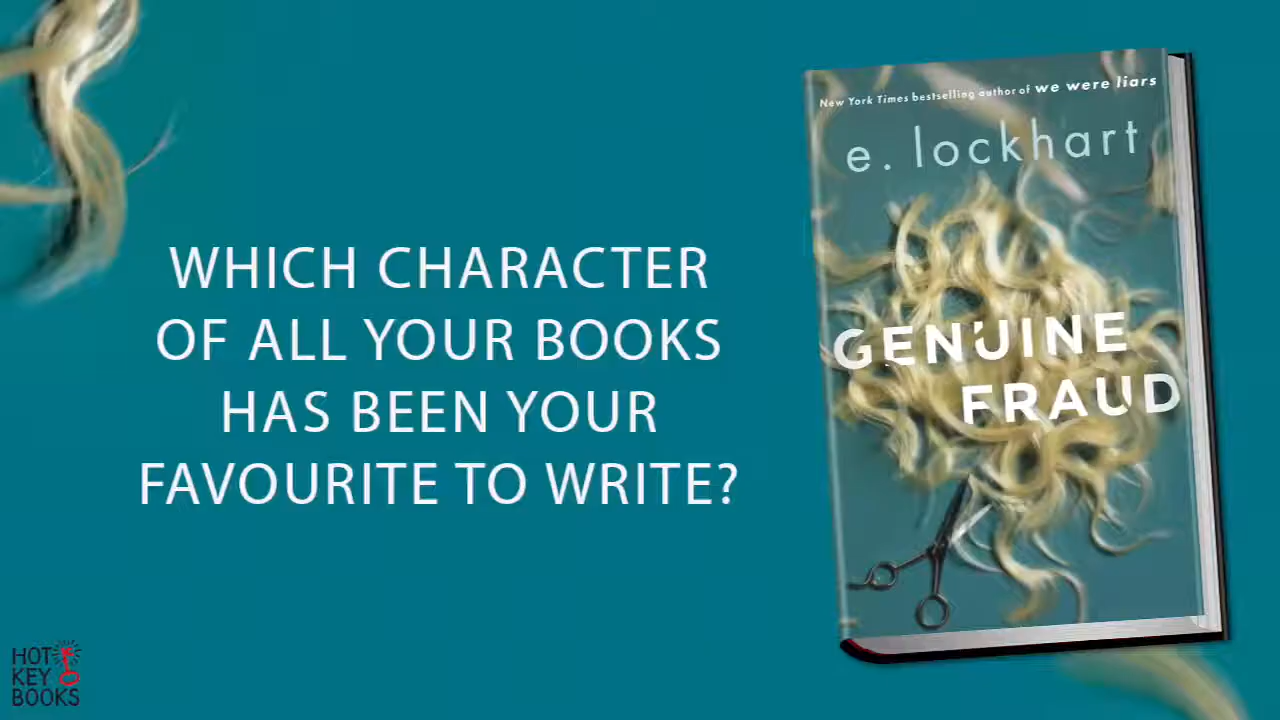 WHICH CHARACTER
OF ALL YOUR BOOKS
HAS BEEN YOUR
FAVOURITE TO WRITE?
New York Times bestselling author of we were liars
e. lockhart
GENUINE
FRAUD
HOT
KEY
BOOKS